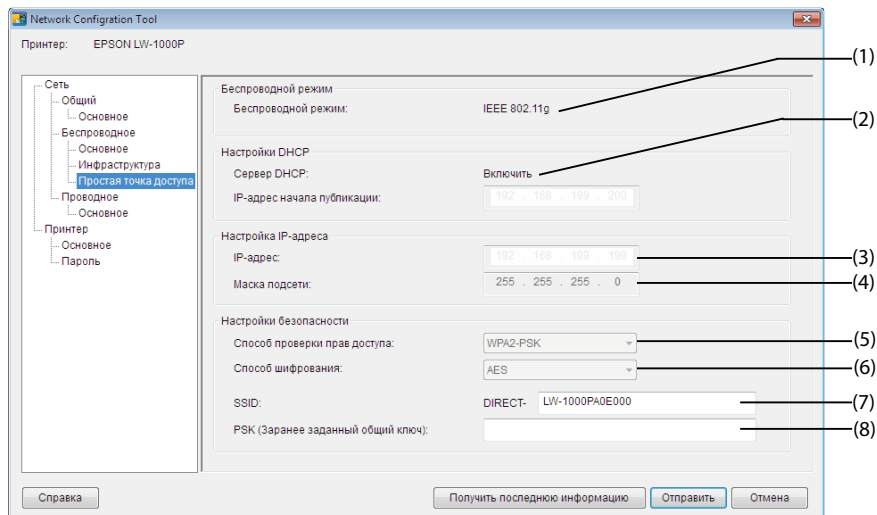 Network Configration Tool
Принтер: EPSON LW-1000P
Сеть
Общий
Основное
Беспроводное
Основное
Инфраструктура
Простая точка доступа
Проводное
Основное
Принтер
Основное
Пароль
Беспроводной режим
Беспроводной режим: IEEE 802.11g (1)
Настройки DHCP
Сервер DHCP: Включить (2)
IP-адрес начала публикации: 192 . 168 . 199 . 200
Настройка IP-адреса
IP-адрес: 192 . 168 . 199 . 199 (3)
Маска подсети: 255 . 255 . 255 . 0 (4)
Настройки безопасности
Способ проверки прав доступа: WPA2-PSK (5)
Способ шифрования: AES (6)
SSID: DIRECT- LW-1000PA0E000 (7)
PSK (Заранее заданный общий ключ): (8)
Справка Получить последнюю информацию Отправить Отмена